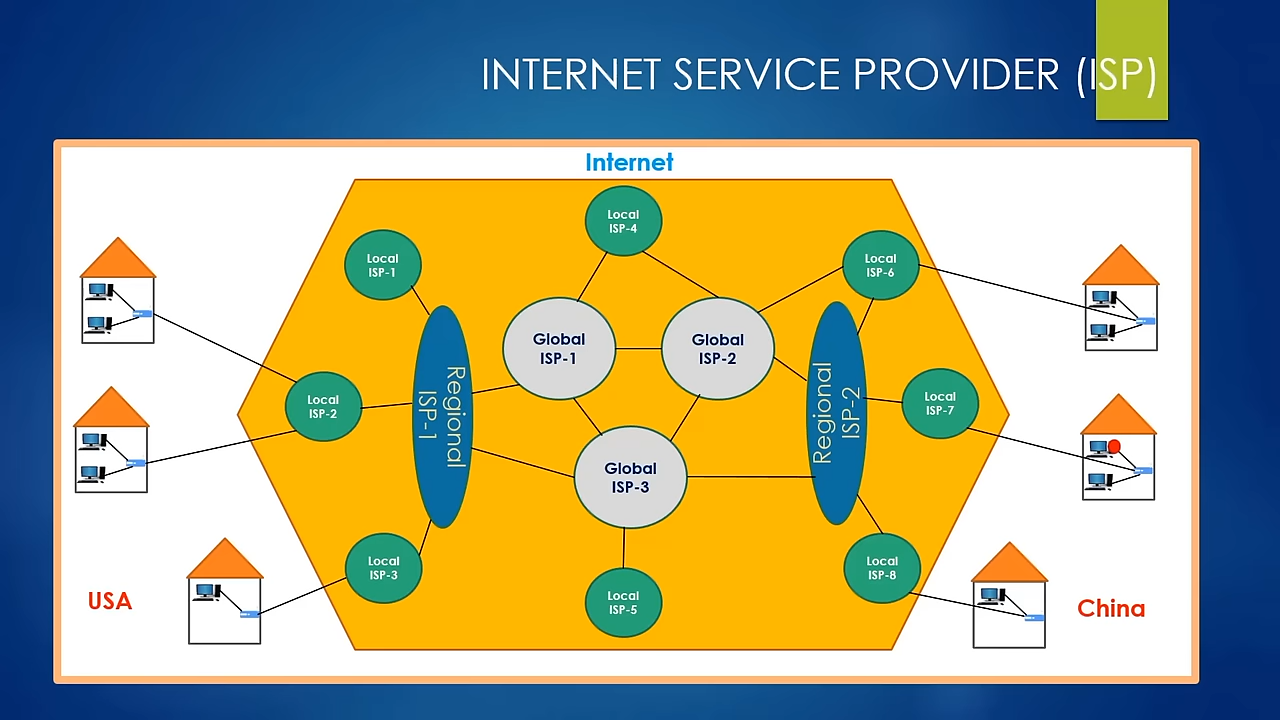 INTERNET SERVICE PROVIDER (ISP)
Internet
Local
ISP-4
Local
ISP-1
Local
ISP-6
Global
ISP-1
Global
ISP-2
Regional
ISP-1
Regional
ISP-2
Local
ISP-2
Local
ISP-7
Global
ISP-3
Local
ISP-3
Local
ISP-8
Local
ISP-5
USA
China